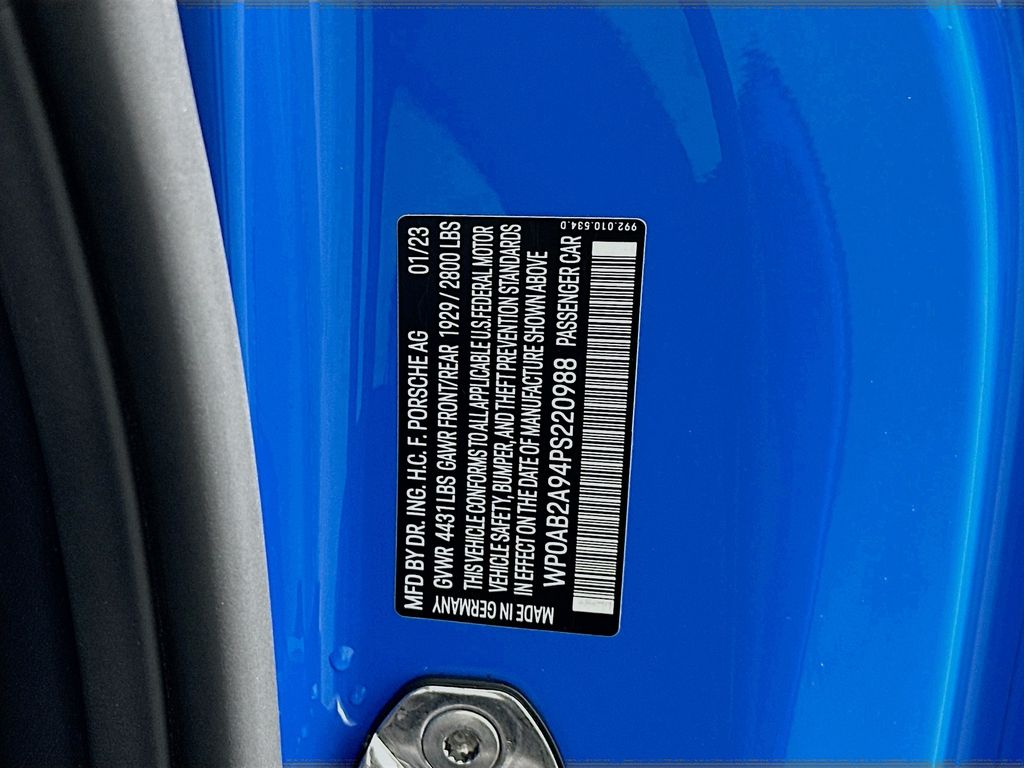 MFD BY DR. ING. H.C. F. PORSCHE AG 01/23
GVWR 4431 LBS GAWR FRONT/REAR 1929 / 2800 LBS
THIS VEHICLE CONFORMS TO ALL APPLICABLE U.S. FEDERAL MOTOR
VEHICLE SAFETY, BUMPER, AND THEFT PREVENTION STANDARDS
IN EFFECT ON THE DATE OF MANUFACTURE SHOWN ABOVE
WP0AB2A94PS220988 PASSENGER CAR
MADE IN GERMANY
992.010.534.D